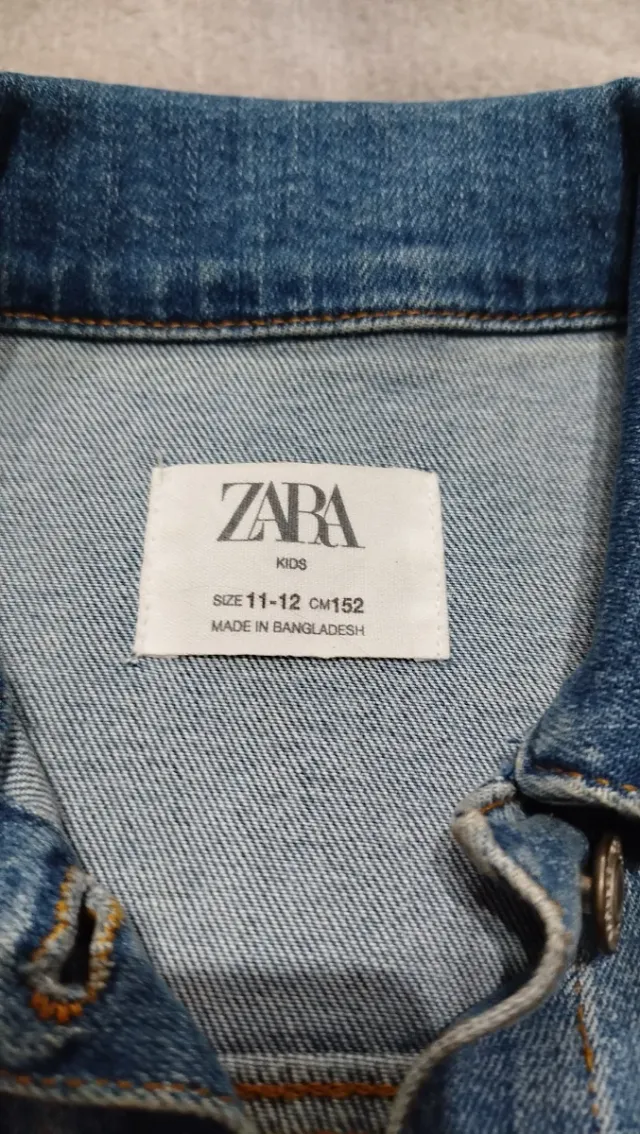 ZARA
KIDS
SIZE 11-12 CM152
MADE IN BANGLADESH